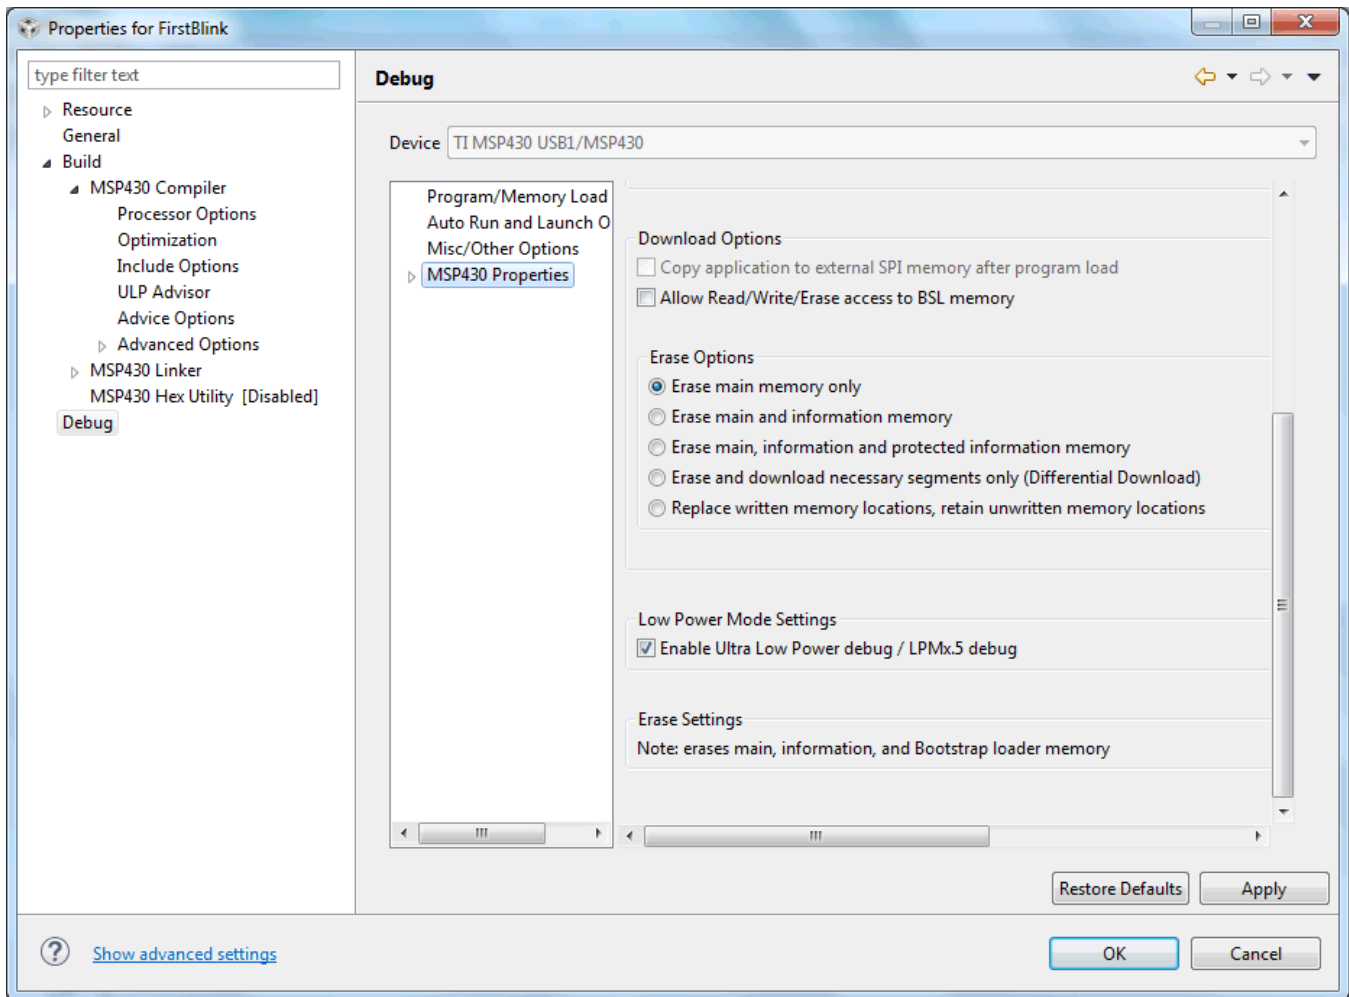 Properties for FirstBlink
type filter text
Resource
General
Build
MSP430 Compiler
Processor Options
Optimization
Include Options
ULP Advisor
Advice Options
Advanced Options
MSP430 Linker
MSP430 Hex Utility [Disabled]
Debug
Debug
Device TI MSP430 USB1/MSP430
Program/Memory Load
Auto Run and Launch O
Misc/Other Options
MSP430 Properties
Download Options
Copy application to external SPI memory after program load
Allow Read/Write/Erase access to BSL memory
Erase Options
Erase main memory only
Erase main and information memory
Erase main, information and protected information memory
Erase and download necessary segments only (Differential Download)
Replace written memory locations, retain unwritten memory locations
Low Power Mode Settings
Enable Ultra Low Power debug / LPMx.5 debug
Erase Settings
Note: erases main, information, and Bootstrap loader memory
Restore Defaults Apply
? Show advanced settings OK Cancel